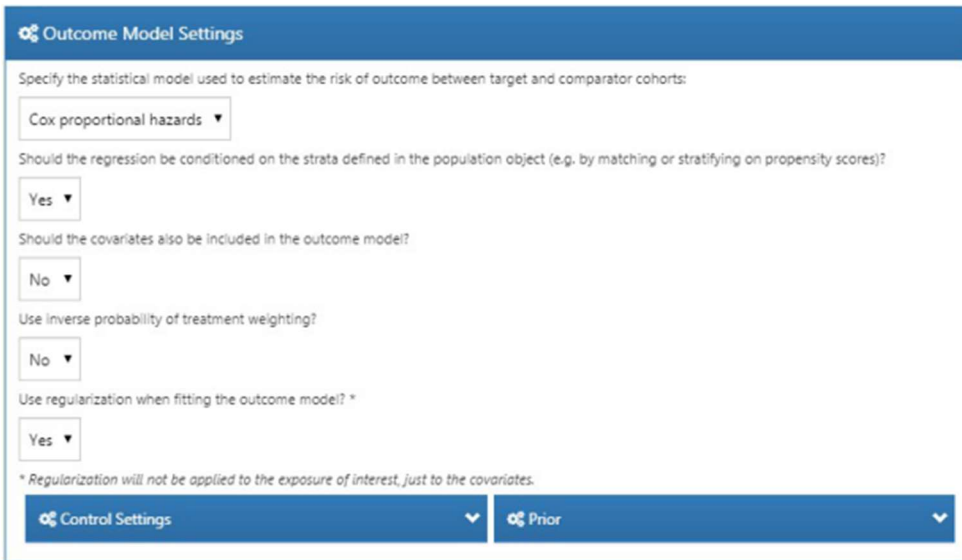 Outcome Model Settings
Specify the statistical model used to estimate the risk of outcome between target and comparator cohorts:
Cox proportional hazards
Should the regression be conditioned on the strata defined in the population object (e.g. by matching or stratifying on propensity scores)?
Yes
Should the covariates also be included in the outcome model?
No
Use inverse probability of treatment weighting?
No
Use regularization when fitting the outcome model? *
Yes
* Regularization will not be applied to the exposure of interest, just to the covariates.
Control Settings Prior